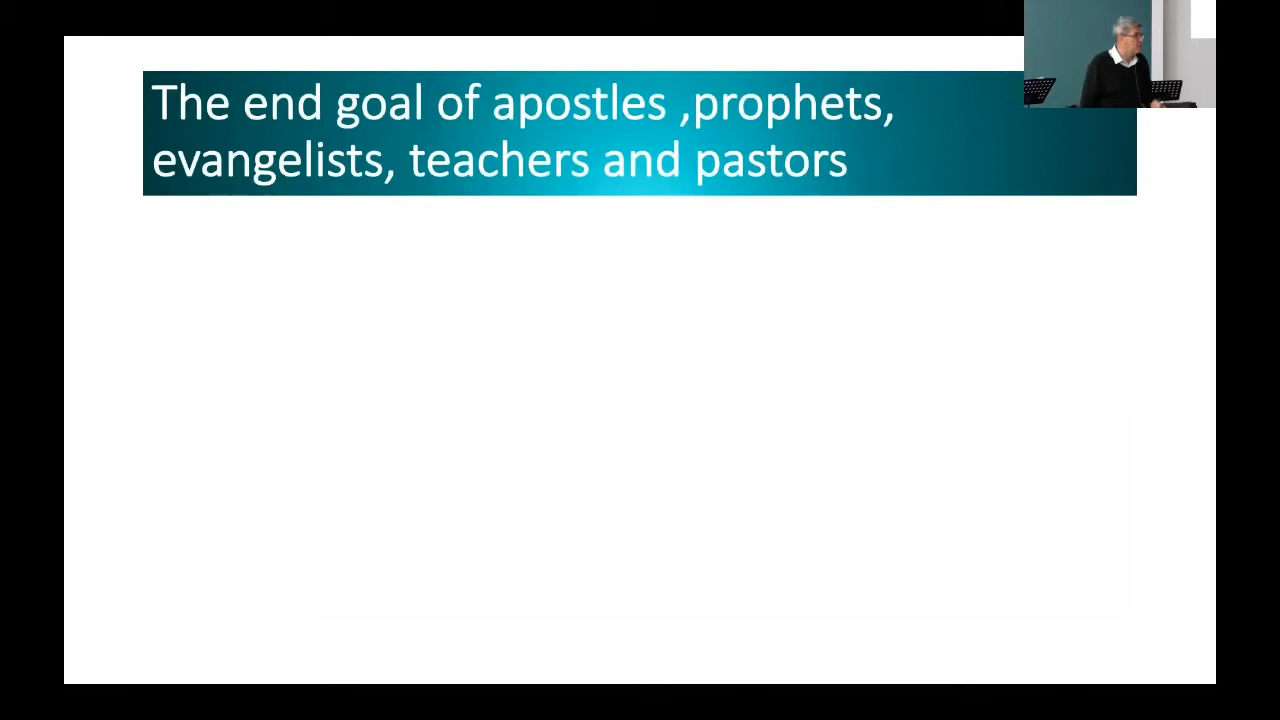 The end goal of apostles ,prophets,
evangelists, teachers and pastors